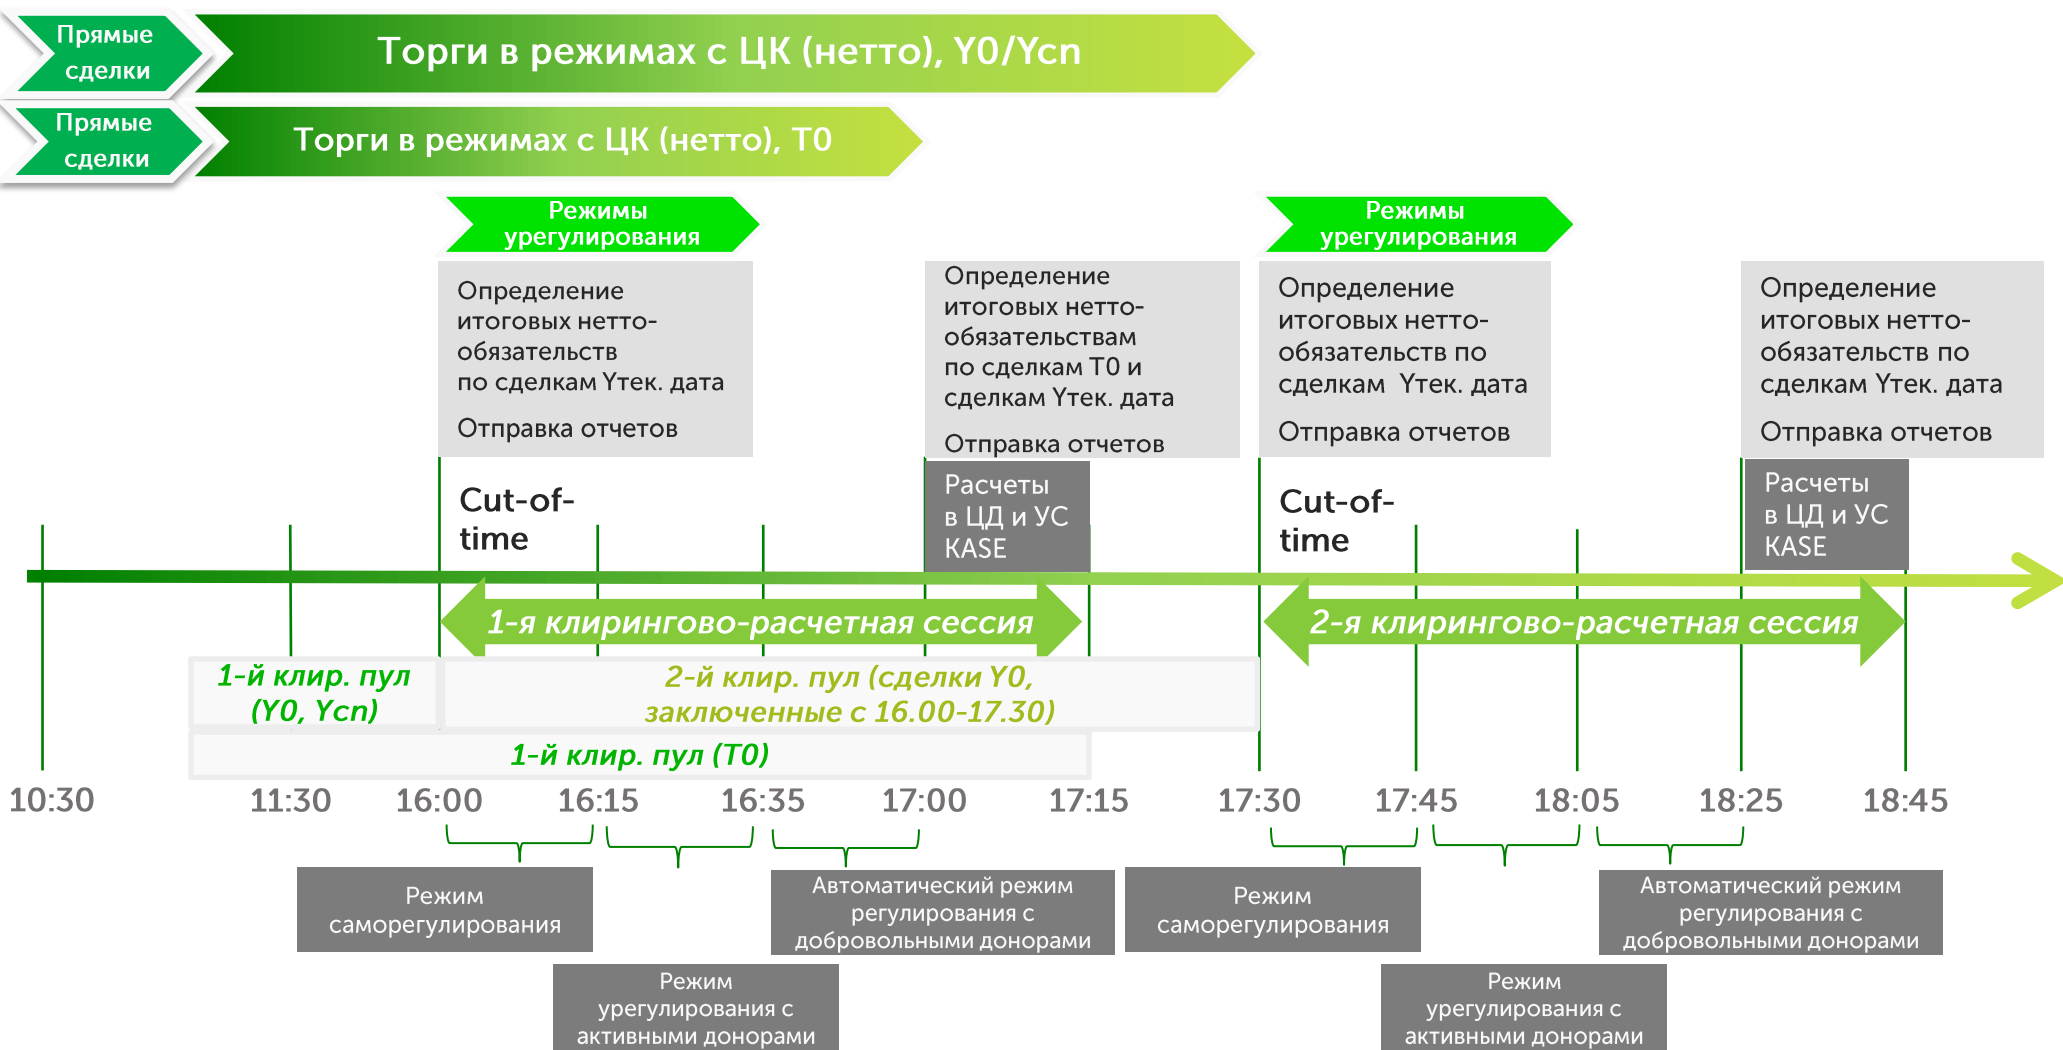 Прямые
сделки
Торги в режимах с ЦК (нетто), Y0/Yсп
Прямые
сделки
Торги в режимах с ЦК (нетто), T0
Режимы
урегулирования
Режимы
урегулирования
Определение
итоговых нетто-
обязательств
по сделкам Yтек. дата
Отправка отчетов
Определение
итоговых нетто-
обязательствам
по сделкам T0 и
сделкам Yтек. дата
Отправка отчетов
Определение
итоговых нетто-
обязательств по
сделкам Yтек. дата
Отправка отчетов
Определение
итоговых нетто-
обязательств по
сделкам Yтек. дата
Отправка отчетов
Cut-of-
time
Расчеты
в ЦД и УС
KASE
Cut-of-
time
Расчеты
в ЦД и УС
KASE
1-я клирингово-расчетная сессия
2-я клирингово-расчетная сессия
1-й клир. пул
(Y0, Yсп)
2-й клир. пул (сделки Y0,
заключенные с 16.00-17.30)
1-й клир. пул (T0)
10:30
11:30
16:00
16:15
16:35
17:00
17:15
17:30
17:45
18:05
18:25
18:45
Режим
саморегулирования
Автоматический режим
регулирования с
добровольными донорами
Режим
саморегулирования
Автоматический режим
регулирования с
добровольными донорами
Режим
урегулирования с
активными донорами
Режим
урегулирования с
активными донорами